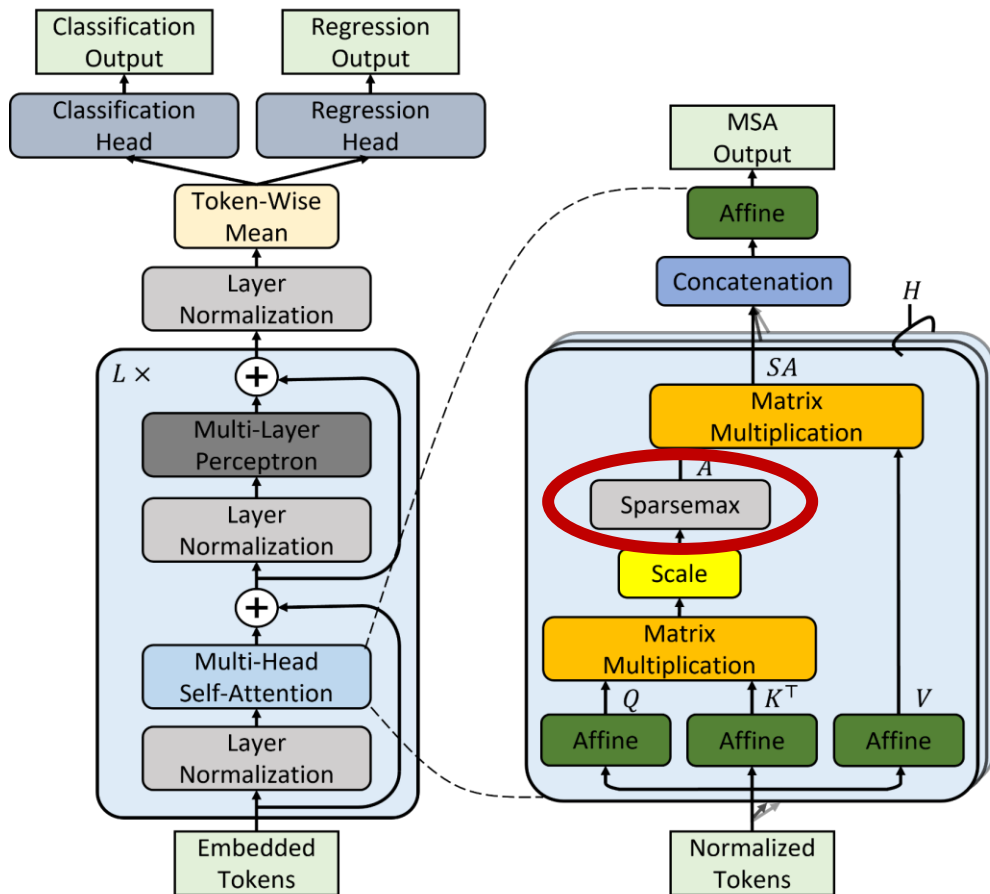 Classification
Output
Regression
Output
Classification
Head
Regression
Head
Token-Wise
Mean
Layer
Normalization
L ×
+
Multi-Layer
Perceptron
Layer
Normalization
+
Multi-Head
Self-Attention
Layer
Normalization
Embedded
Tokens
MSA
Output
Affine
Concatenation
H
SA
Matrix
Multiplication
A
Sparsemax
Scale
Matrix
Multiplication
Q
K⊤
V
Affine
Affine
Affine
Normalized
Tokens